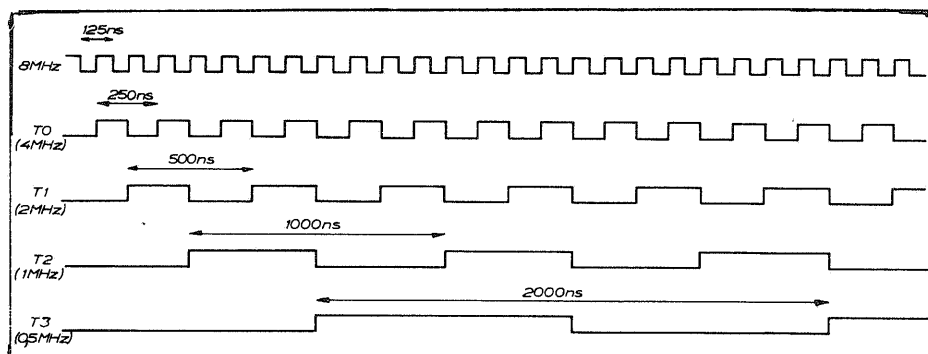 125ns
8MHz
250ns
T0
(4MHz)
500ns
T1
(2MHz)
1000ns
T2
(1MHz)
2000ns
T3
(0,5MHz)